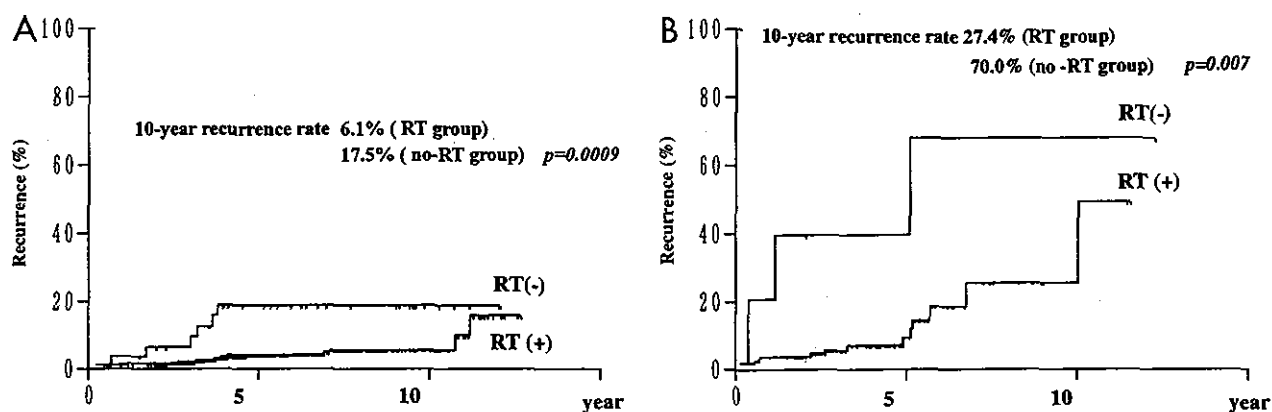 A
100
80
60
40
20
0
Recurrence (%)
10-year recurrence rate 6.1% ( RT group)
17.5% ( no-RT group) p=0.0009
RT(-)
RT (+)
0 5 10 year
B
100
80
60
40
20
0
Recurrence (%)
10-year recurrence rate 27.4% (RT group)
70.0% (no -RT group) p=0.007
RT(-)
RT (+)
0 5 10 year